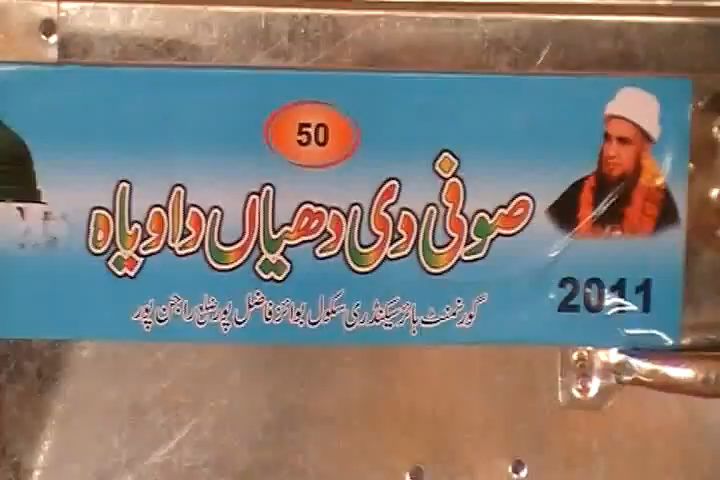 50
صوفی دی دھیاں دا ویاہ
2011
گورنمنٹ ہائر سیکنڈری سکول بوائز فاضل پور ضلع راجن پور